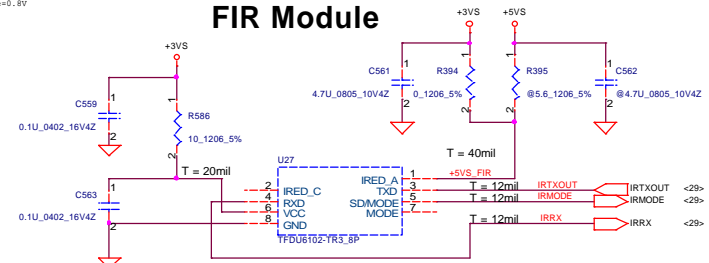 =0.8V
FIR Module
+3VS
+5VS
+3VS
C561
4.7U_0805_10V4Z
1
2
R394
0_1206_5%
1
2
R395
@5.6_1206_5%
1
2
C562
@4.7U_0805_10V4Z
1
2
C559
0.1U_0402_16V4Z
1
2
R586
10_1206_5%
1
2
T = 40mil
T = 20mil
U27
+5VS_FIR
C563
0.1U_0402_16V4Z
1
2
2 IRED_C
4 RXD
6 VCC
8 GND
IRED_A 1
TXD 3
SD/MODE 5
MODE 7
TFDU6102-TR3_8P
T = 12mil IRTXOUT IRTXOUT <29>
T = 12mil IRMODE IRMODE <29>
T = 12mil IRRX IRRX <29>